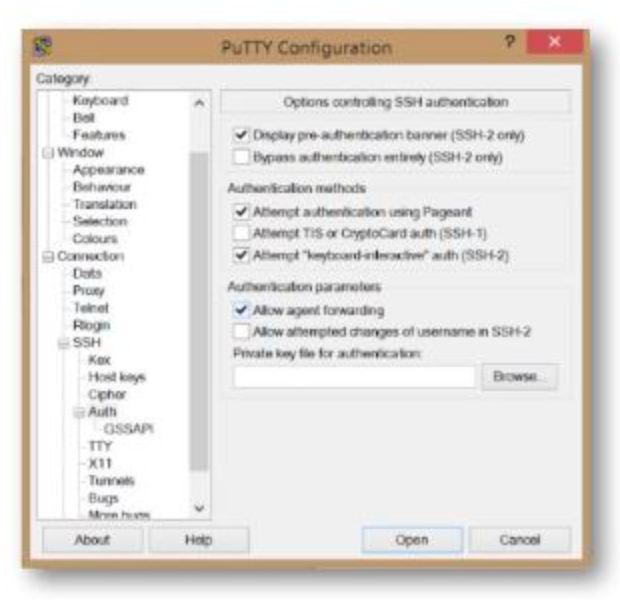 PuTTY Configuration
?
Category:
Keyboard
Bell
Features
Window
Appearance
Behaviour
Translation
Selection
Colours
Connection
Data
Proxy
Telnet
Rlogin
SSH
Kex
Host keys
Cipher
Auth
GSSAPI
TTY
X11
Tunnels
Bugs
More bugs
Options controlling SSH authentication
Display pre-authentication banner (SSH-2 only)
Bypass authentication entirely (SSH-2 only)
Authentication methods
Attempt authentication using Pageant
Attempt TIS or CryptoCard auth (SSH-1)
Attempt "keyboard-interactive" auth (SSH-2)
Authentication parameters
Allow agent forwarding
Allow attempted changes of username in SSH-2
Private key file for authentication:
Browse...
About
Help
Open
Cancel